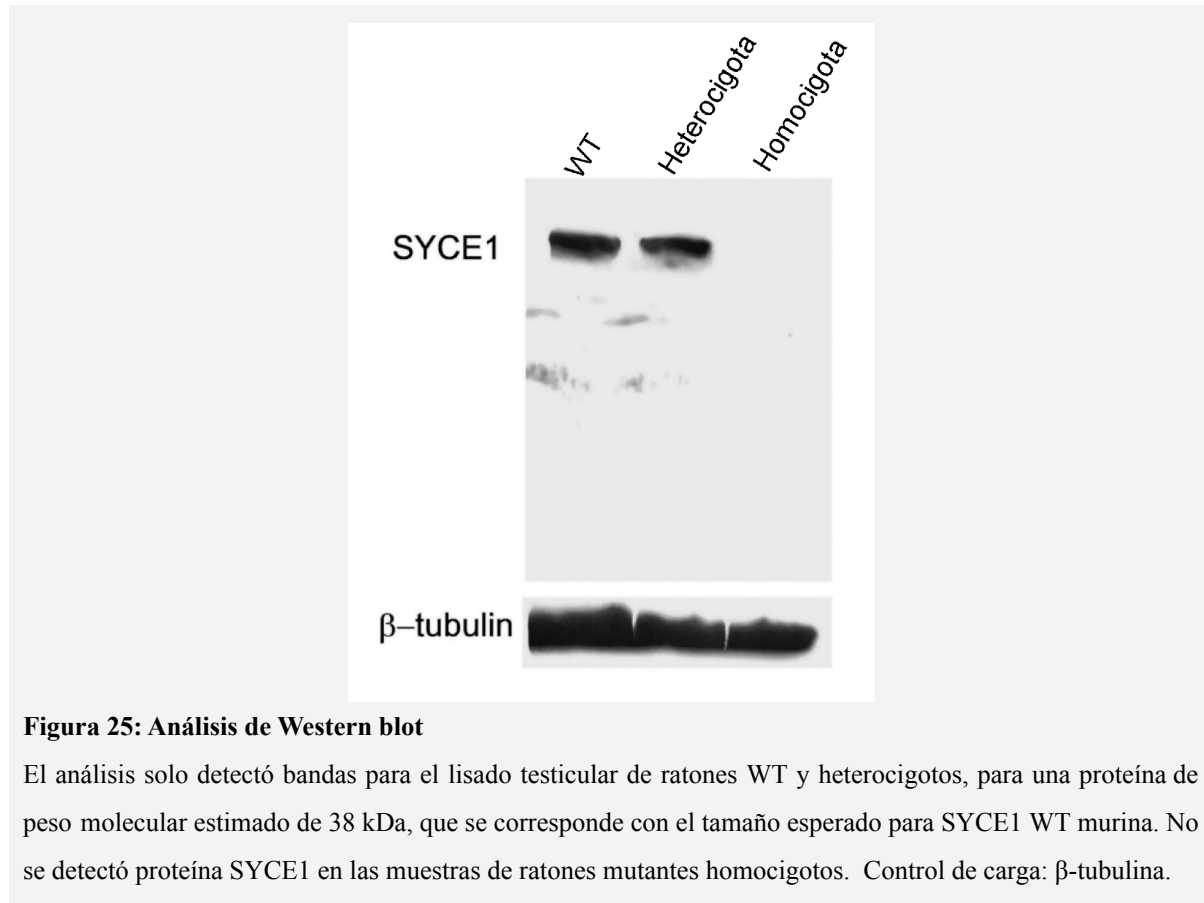 WT
Heterocigota
Homocigota
SYCE1
β–tubulin
Figura 25: Análisis de Western blot
El análisis solo detectó bandas para el lisado testicular de ratones WT y heterocigotos, para una proteína de
peso molecular estimado de 38 kDa, que se corresponde con el tamaño esperado para SYCE1 WT murina. No
se detectó proteína SYCE1 en las muestras de ratones mutantes homocigotos. Control de carga: β-tubulina.